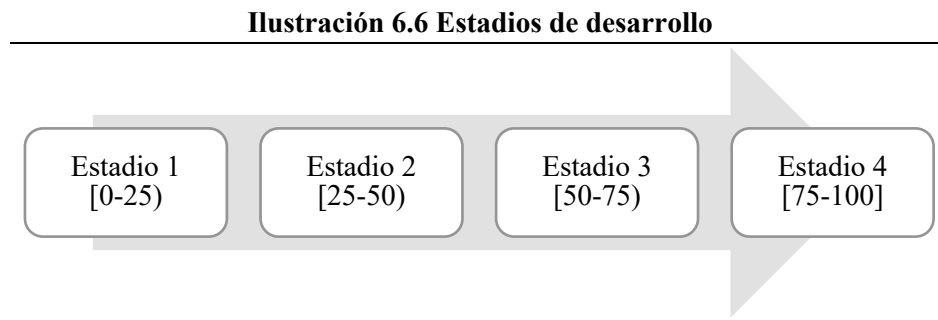 Ilustración 6.6 Estadios de desarrollo
Estadio 1
[0-25)
Estadio 2
[25-50)
Estadio 3
[50-75)
Estadio 4
[75-100]